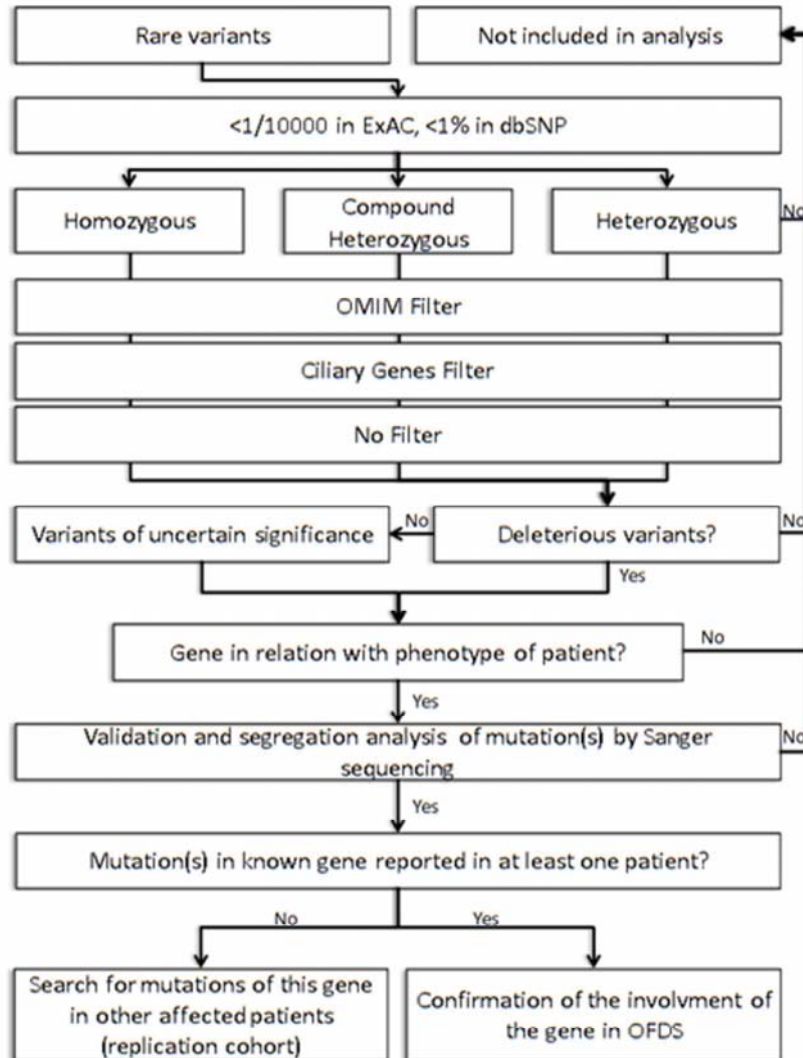 Rare variants
Not included in analysis
<1/10000 in ExAC, <1% in dbSNP
Homozygous
Compound
Heterozygous
Heterozygous
No
OMIM Filter
Ciliary Genes Filter
No Filter
Variants of uncertain significance
No
Deleterious variants?
No
Yes
Gene in relation with phenotype of patient?
No
Yes
Validation and segregation analysis of mutation(s) by Sanger
sequencing
No
Yes
Mutation(s) in known gene reported in at least one patient?
No
Yes
Search for mutations of this gene
in other affected patients
(replication cohort)
Confirmation of the involvment of
the gene in OFDS